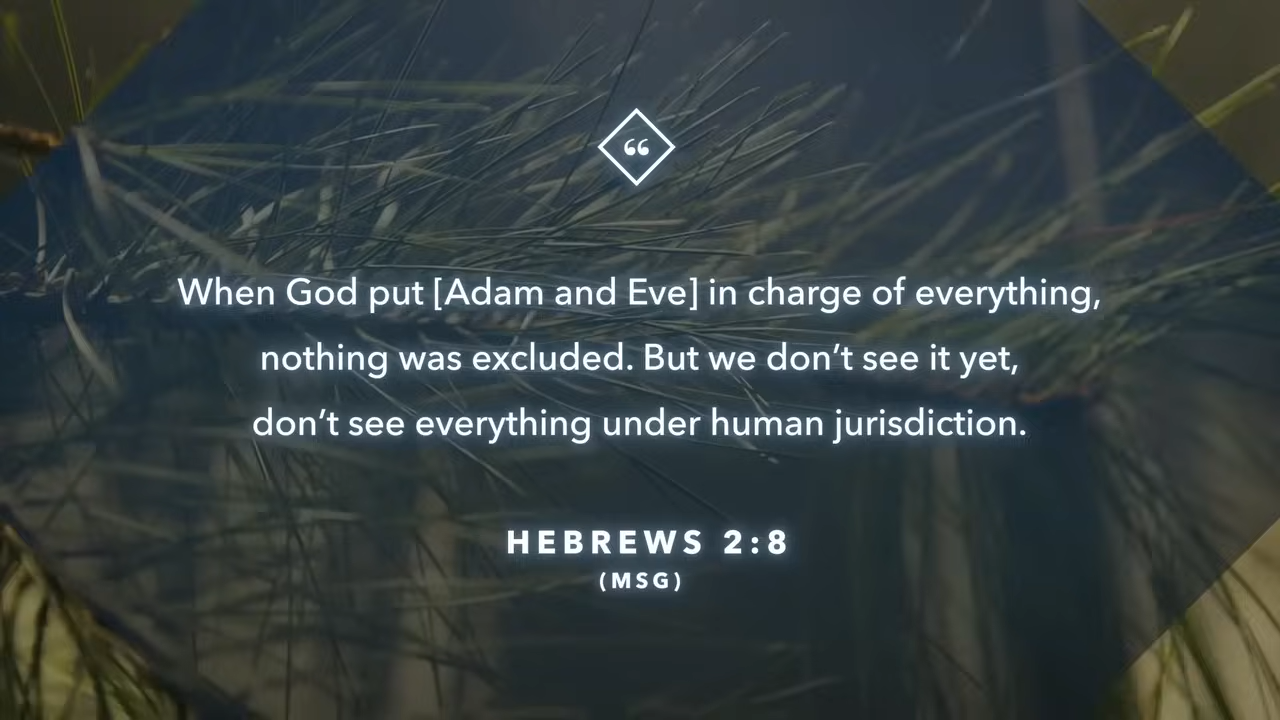 “
When God put [Adam and Eve] in charge of everything,
nothing was excluded. But we don’t see it yet,
don’t see everything under human jurisdiction.
HEBREWS 2:8
(MSG)